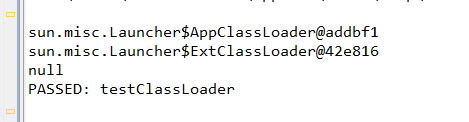 sun.misc.Launcher$AppClassLoader@addbf1
sun.misc.Launcher$ExtClassLoader@42e816
null
PASSED: testClassLoader